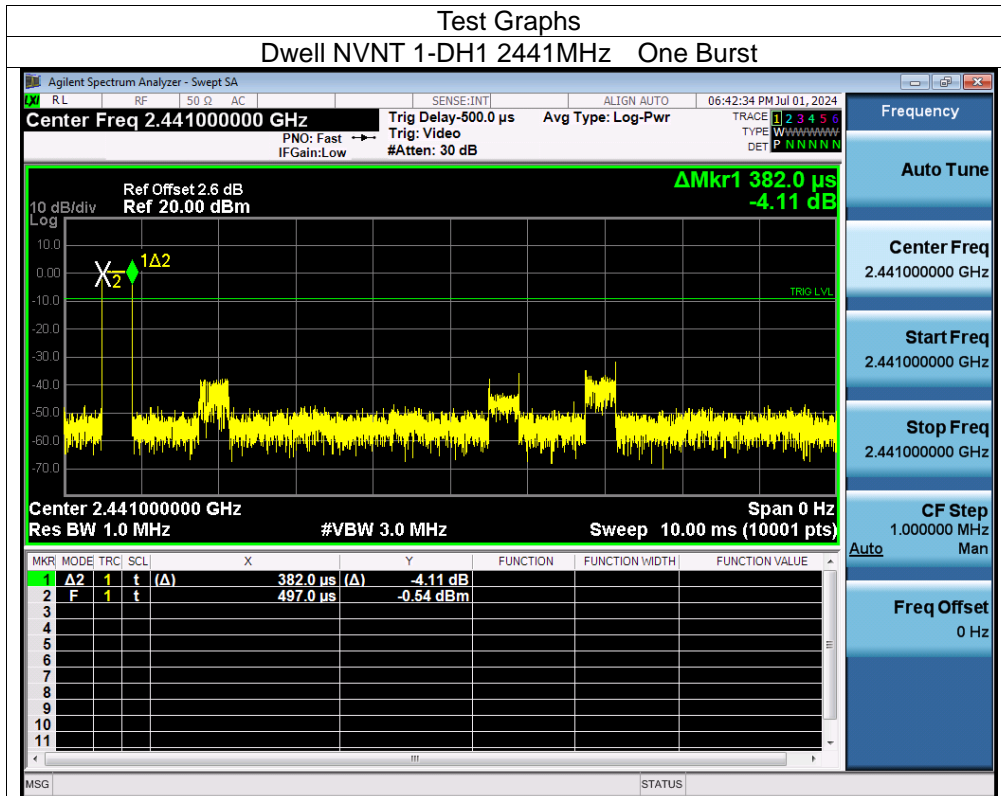 Test Graphs
Dwell NVNT 1-DH1 2441MHz One Burst
Agilent Spectrum Analyzer - Swept SA
LXI RL RF 50 Ω AC SENSE:INT ALIGN AUTO 06:42:34 PM Jul 01, 2024
Center Freq 2.441000000 GHz
PNO: Fast
IFGain:Low
Trig Delay-500.0 µs
Trig: Video
#Atten: 30 dB
Avg Type: Log-Pwr
TRACE 1 2 3 4 5 6
TYPE WWWWWW
DET P N N N N N
ΔMkr1 382.0 µs
-4.11 dB
Ref Offset 2.6 dB
10 dB/div Ref 20.00 dBm
Log
10.0
0.00
-10.0
-20.0
-30.0
-40.0
-50.0
-60.0
-70.0
X2
1Δ2
TRIG LVL
Center 2.441000000 GHz Span 0 Hz
Res BW 1.0 MHz #VBW 3.0 MHz Sweep 10.00 ms (10001 pts)
MKR MODE TRC SCL X Y FUNCTION FUNCTION WIDTH FUNCTION VALUE
1 Δ2 1 t (Δ) 382.0 µs (Δ) -4.11 dB
2 F 1 t 497.0 µs -0.54 dBm
3
4
5
6
7
8
9
10
11
MSG STATUS
Frequency
Auto Tune
Center Freq
2.441000000 GHz
Start Freq
2.441000000 GHz
Stop Freq
2.441000000 GHz
CF Step
1.000000 MHz
Auto Man
Freq Offset
0 Hz